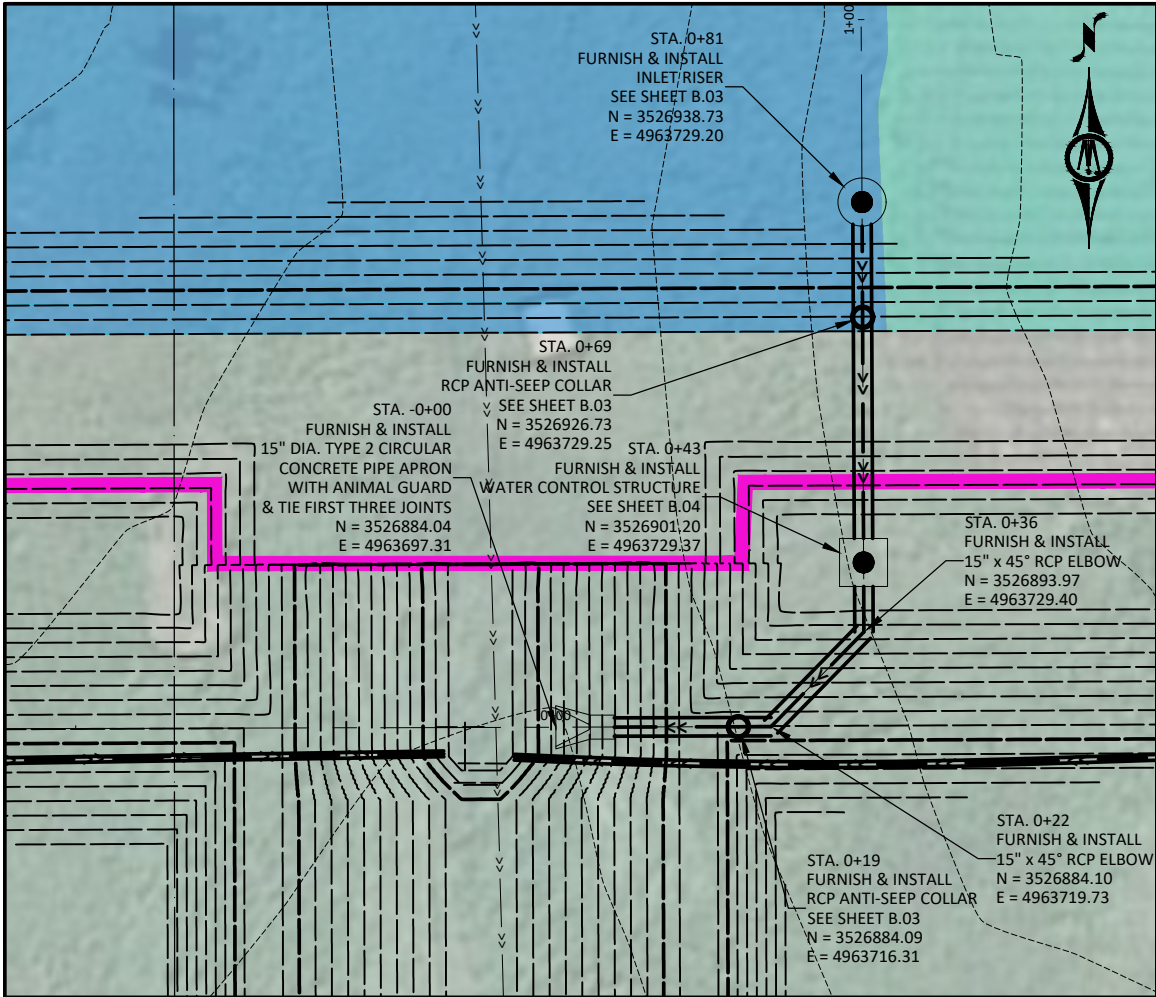 1+00
N
STA. 0+81
FURNISH & INSTALL
INLET RISER
SEE SHEET B.03
N = 3526938.73
E = 4963729.20
STA. 0+69
FURNISH & INSTALL
RCP ANTI-SEEP COLLAR
SEE SHEET B.03
N = 3526926.73
E = 4963729.25
STA. -0+00
FURNISH & INSTALL
15" DIA. TYPE 2 CIRCULAR
CONCRETE PIPE APRON
WITH ANIMAL GUARD
& TIE FIRST THREE JOINTS
N = 3526884.04
E = 4963697.31
STA. 0+43
FURNISH & INSTALL
WATER CONTROL STRUCTURE
SEE SHEET B.04
N = 3526901.20
E = 4963729.37
STA. 0+36
FURNISH & INSTALL
15" x 45° RCP ELBOW
N = 3526893.97
E = 4963729.40
0+00
STA. 0+22
FURNISH & INSTALL
15" x 45° RCP ELBOW
N = 3526884.10
E = 4963719.73
STA. 0+19
FURNISH & INSTALL
RCP ANTI-SEEP COLLAR
SEE SHEET B.03
N = 3526884.09
E = 4963716.31